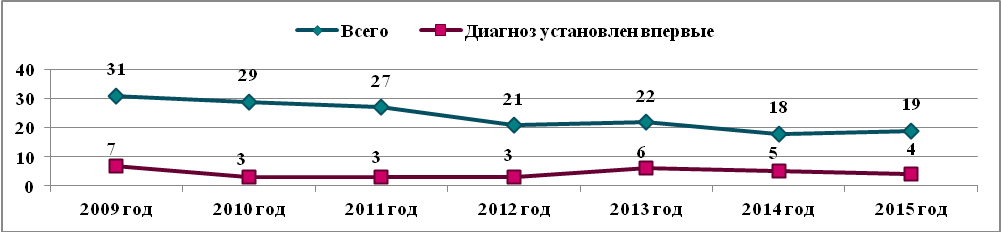 Всего Диагноз установлен впервые
31 29 27 21 22 18 19
40
30
20
10
0
7 3 3 3 6 5 4
2009 год 2010 год 2011 год 2012 год 2013 год 2014 год 2015 год